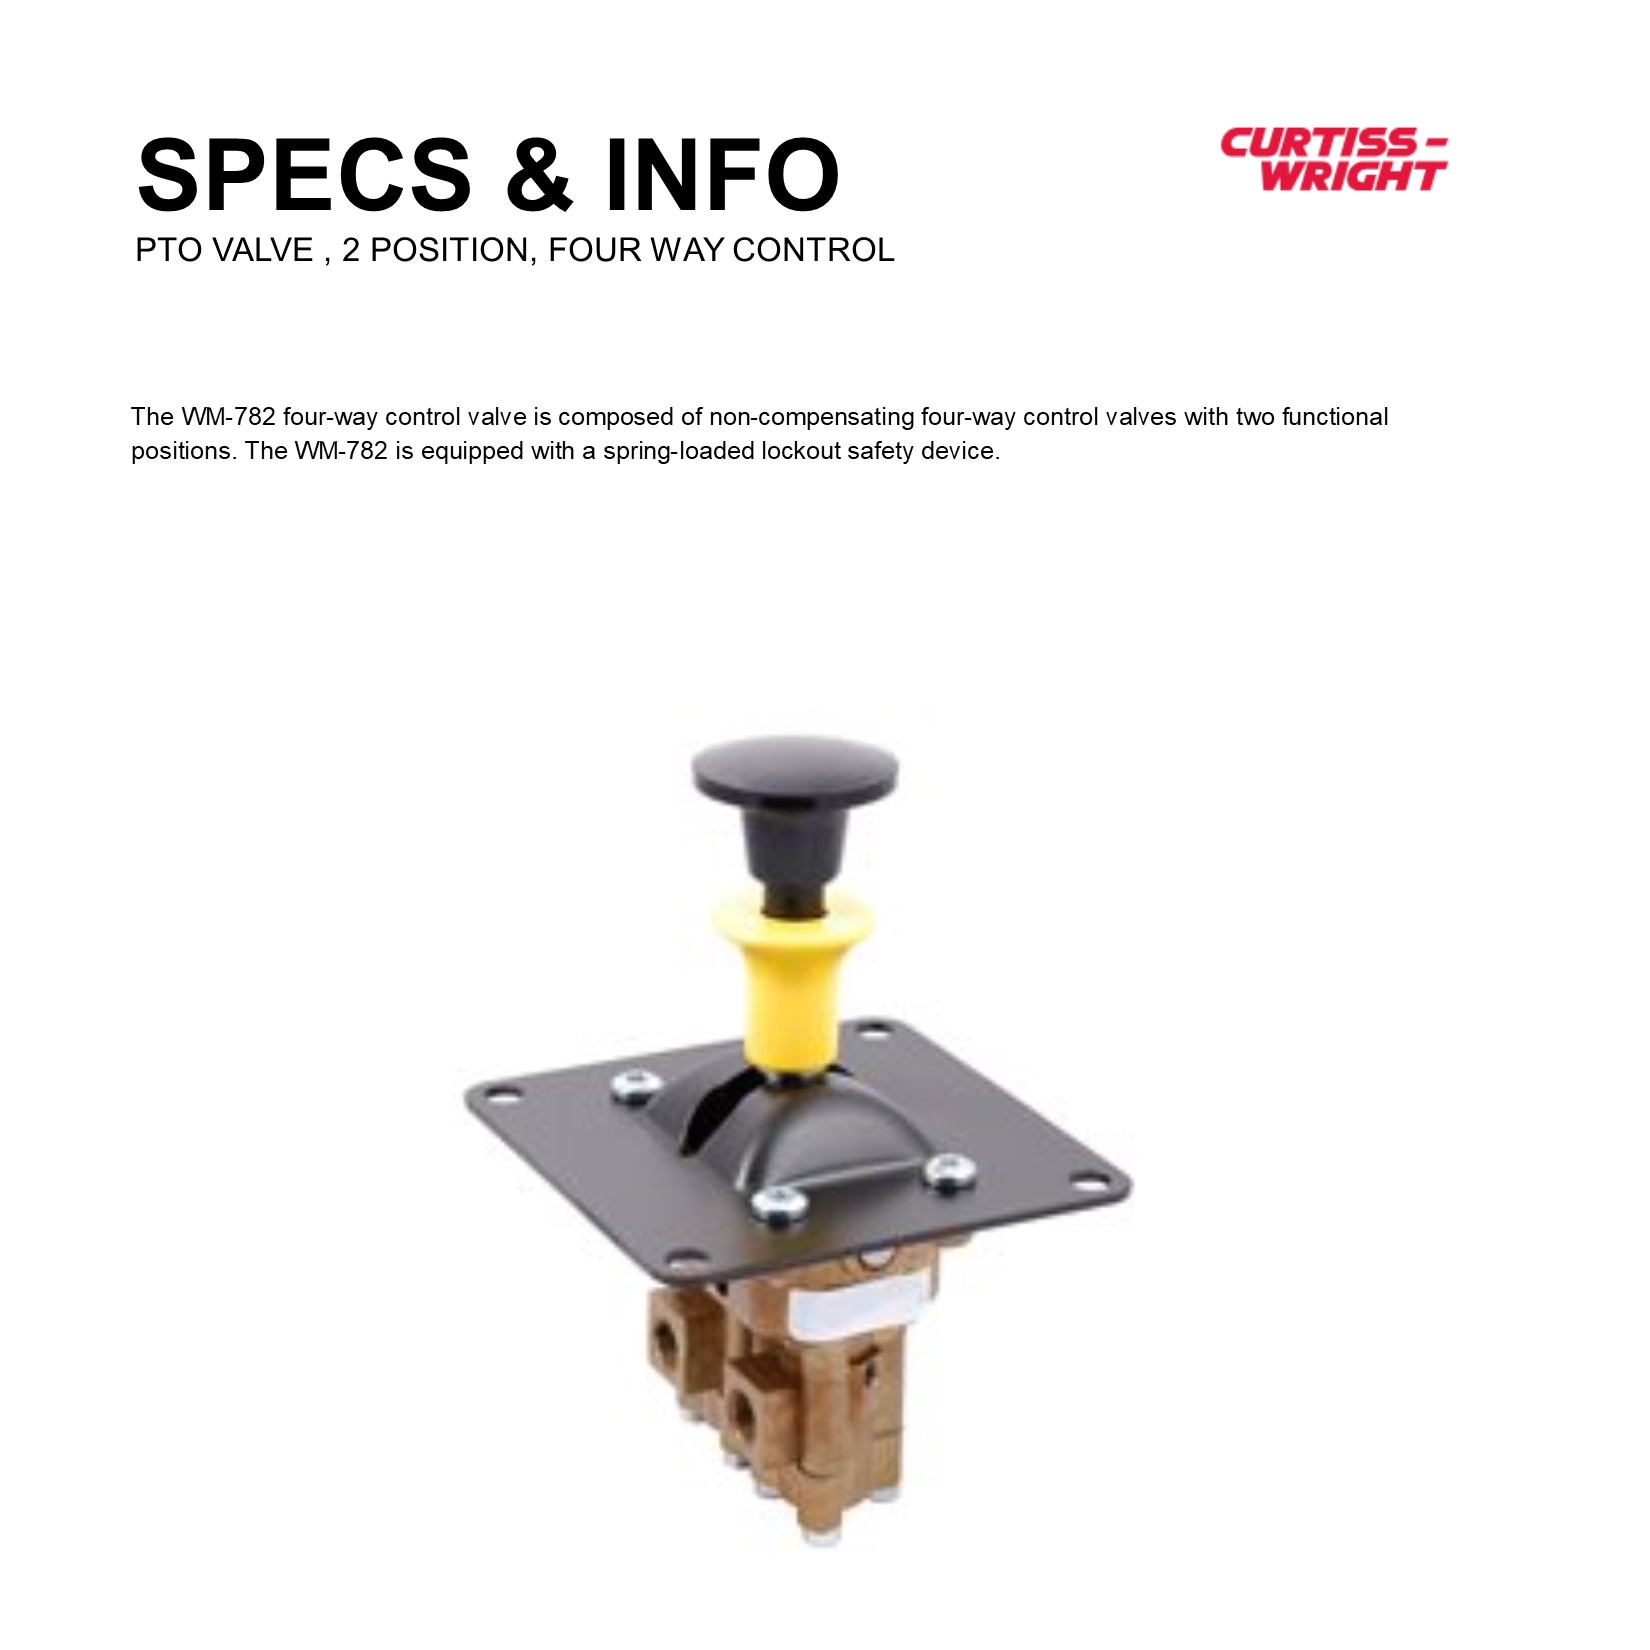 SPECS & INFO
CURTISS-
WRIGHT
PTO VALVE , 2 POSITION, FOUR WAY CONTROL
The WM-782 four-way control valve is composed of non-compensating four-way control valves with two functional
positions. The WM-782 is equipped with a spring-loaded lockout safety device.